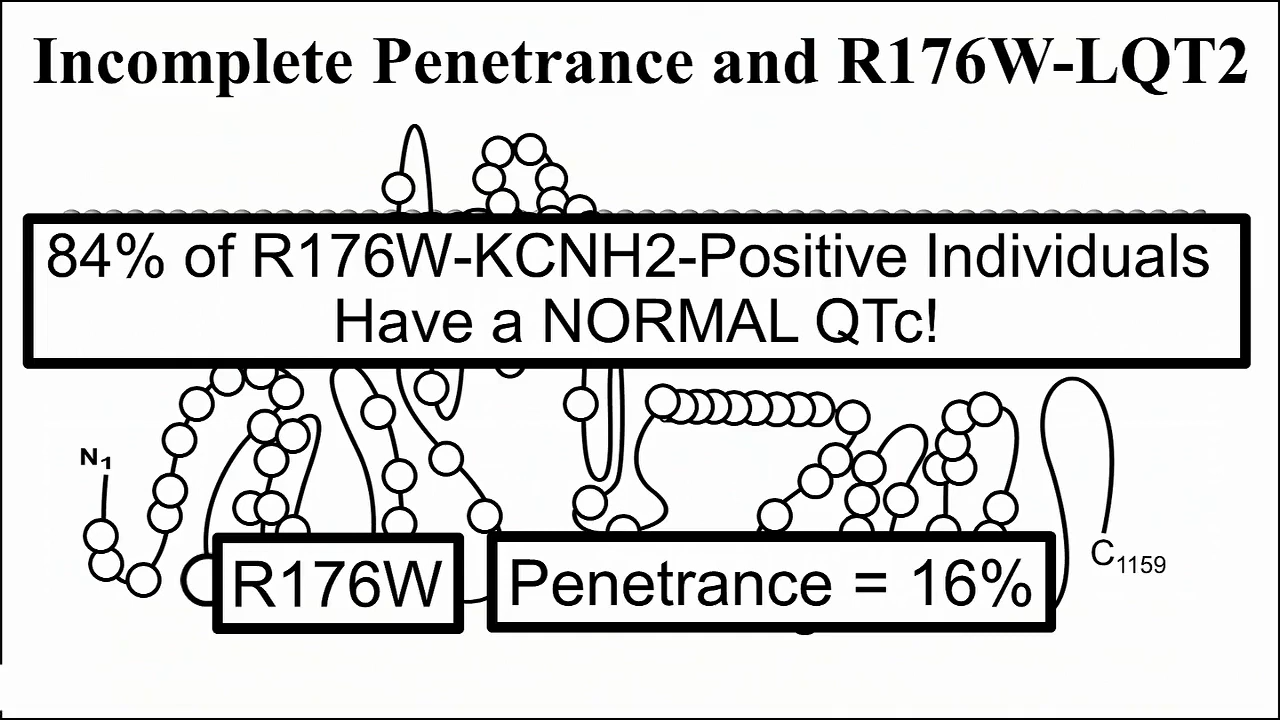 Incomplete Penetrance and R176W-LQT2
84% of R176W-KCNH2-Positive Individuals
Have a NORMAL QTc!
N1
R176W
Penetrance = 16%
C1159